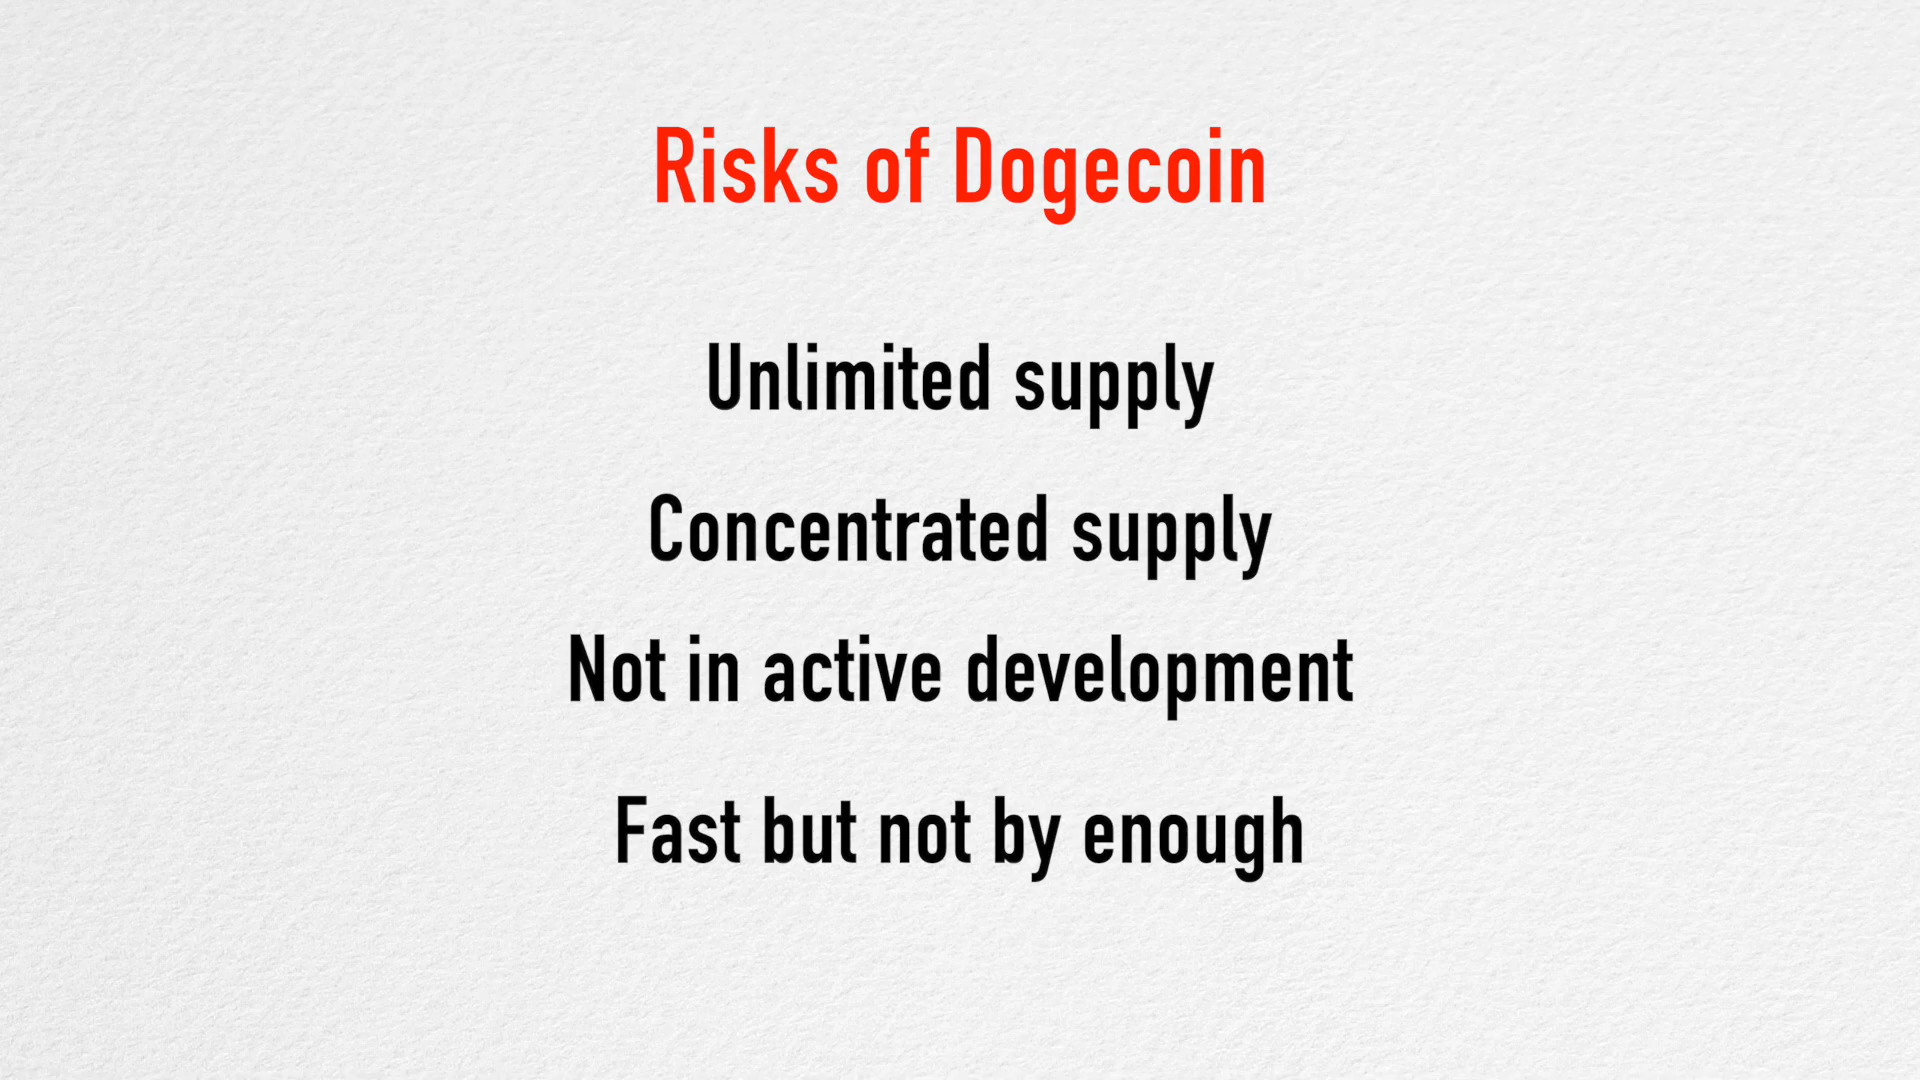 Risks of Dogecoin
Unlimited supply
Concentrated supply
Not in active development
Fast but not by enough